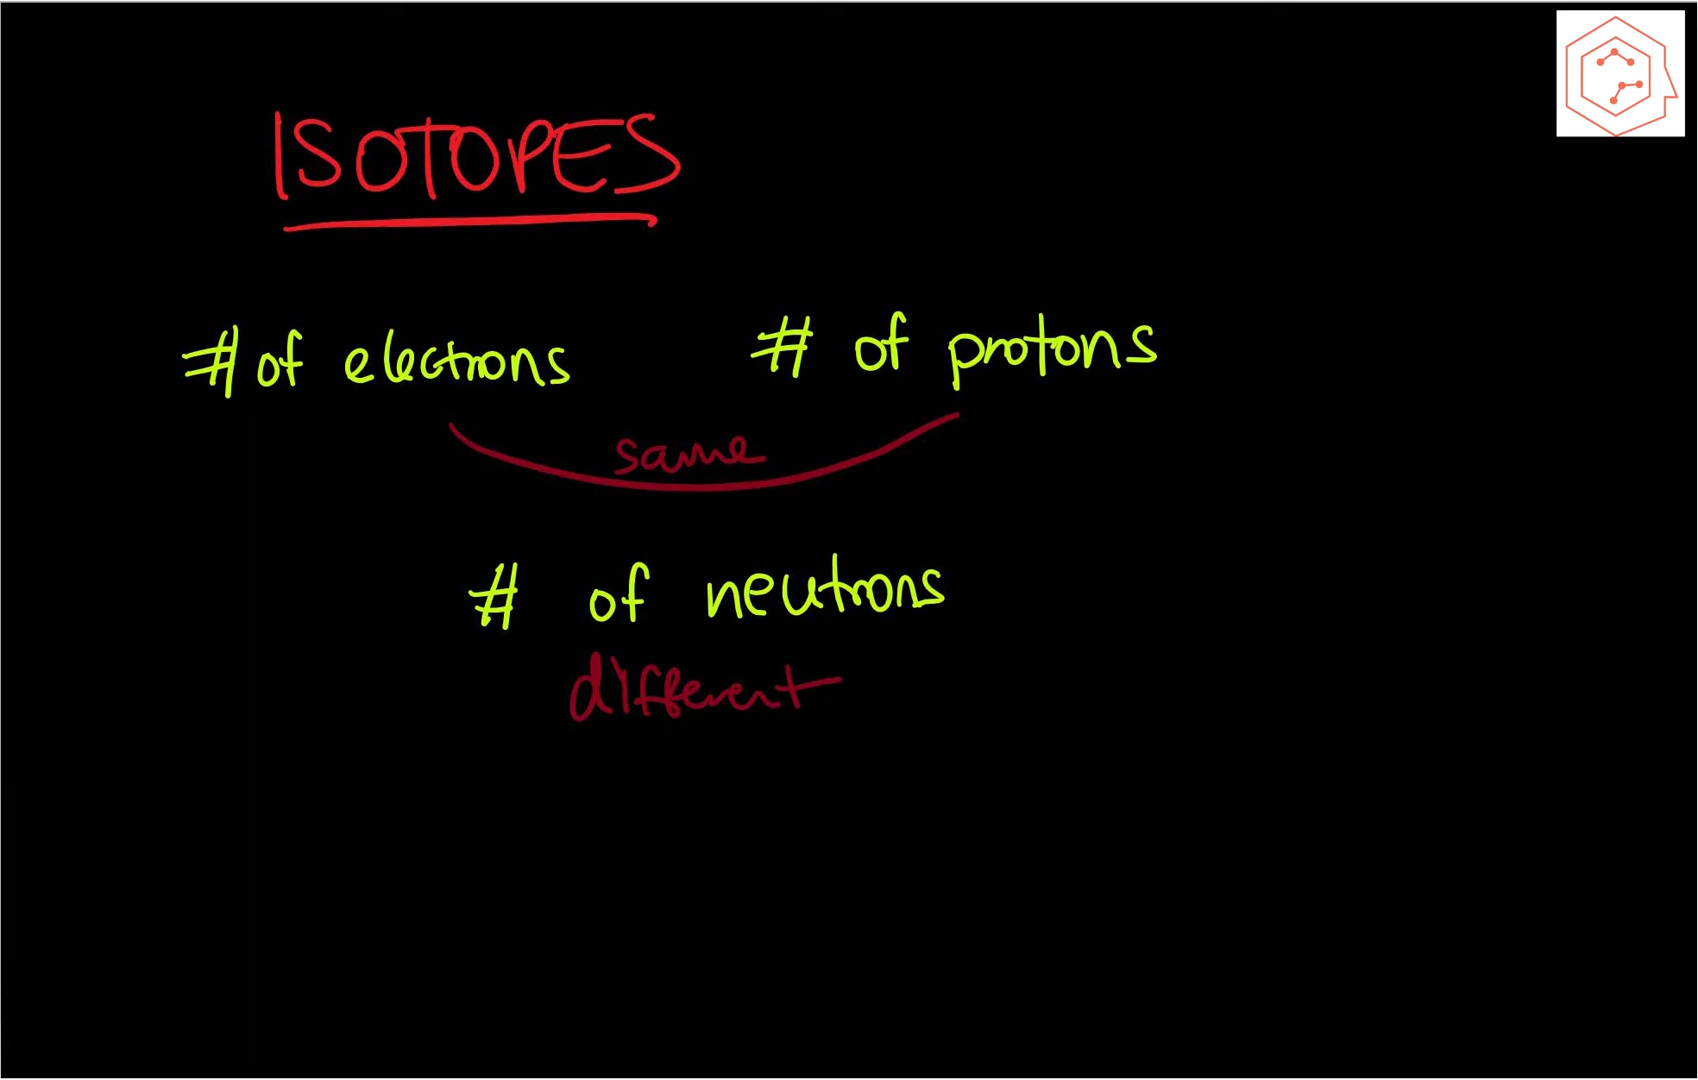 ISOTOPES
# of electrons # of protons
same
# of neutrons
different